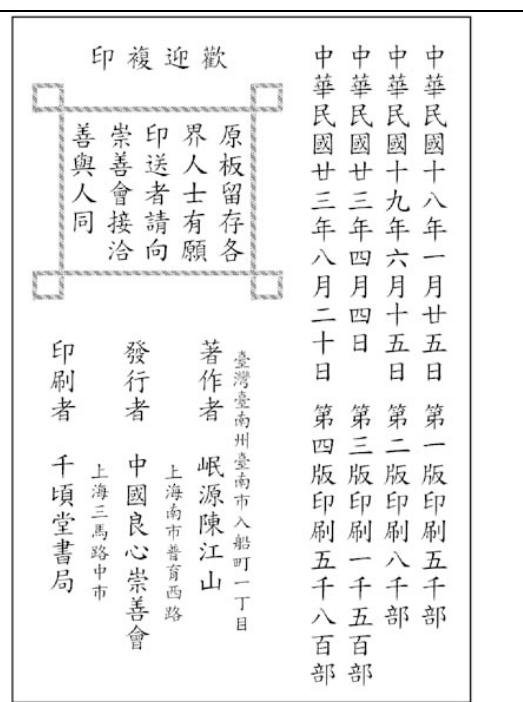 中華民國十八年一月廿五日　第一版印刷五千部
中華民國十九年六月十五日　第二版印刷八千部
中華民國廿三年四月四日　第三版印刷一千五百部
中華民國廿三年八月二十日　第四版印刷五千八百部
歡迎複印
原板留存各
界人士有願
印送者請向
崇善會接洽
善與人同
臺灣臺南州臺南市入船町一丁目
著作者　岷源陳江山
上海南市普育西路
發行者　中國良心崇善會
上海三馬路中市
印刷者　千頃堂書局